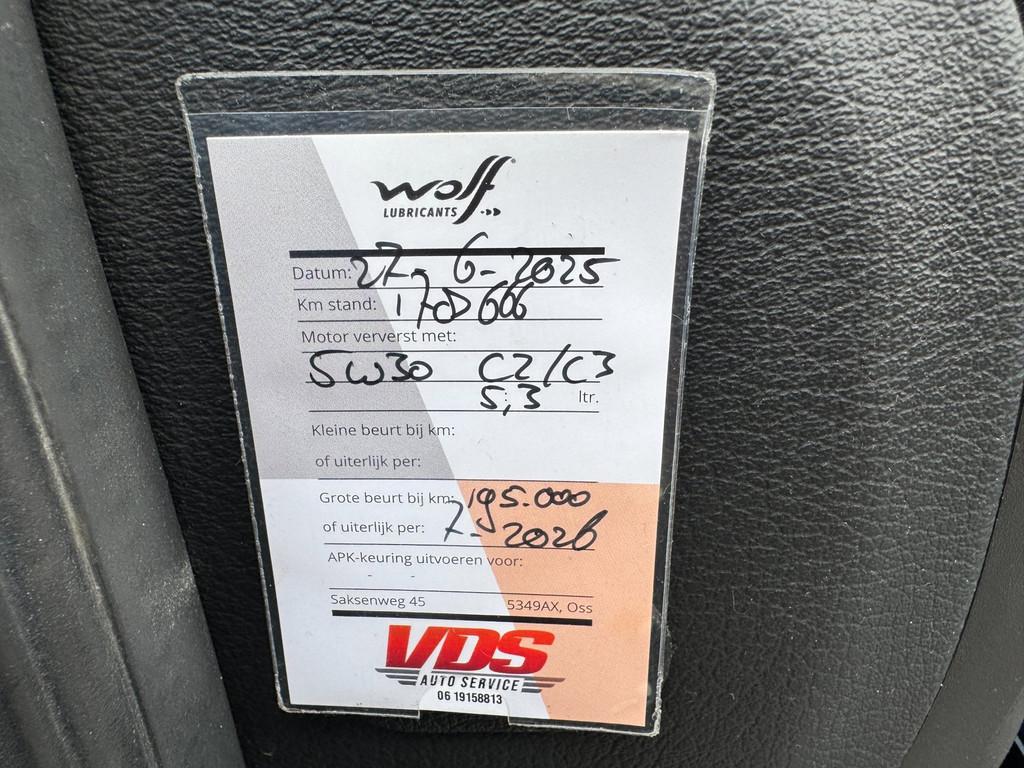 wolf
LUBRICANTS
Datum: 27-6-2025
Km stand: 170666
Motor ververst met:
5W30 C2/C3
5,3 ltr.
Kleine beurt bij km:
of uiterlijk per:
Grote beurt bij km: 195.000
of uiterlijk per: 7-2026
APK-keuring uitvoeren voor:
- -
Saksenweg 45 5349AX, Oss
VDS
AUTO SERVICE
06 19158813